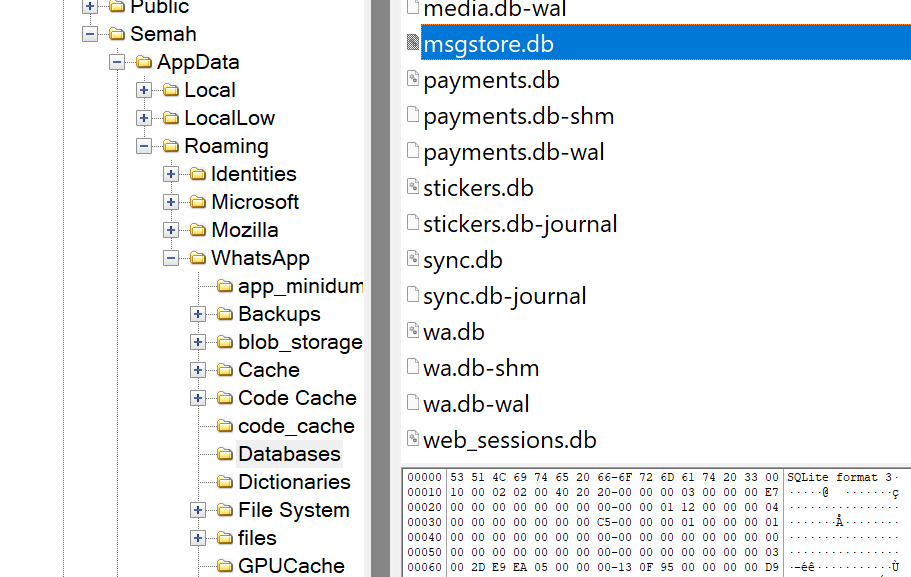 Public
Semah
AppData
Local
LocalLow
Roaming
Identities
Microsoft
Mozilla
WhatsApp
app_minidum
Backups
blob_storage
Cache
Code Cache
code_cache
Databases
Dictionaries
File System
files
GPUCache
media.db-wal
msgstore.db
payments.db
payments.db-shm
payments.db-wal
stickers.db
stickers.db-journal
sync.db
sync.db-journal
wa.db
wa.db-shm
wa.db-wal
web_sessions.db
00000 53 51 4C 69 74 65 20 66-6F 72 6D 61 74 20 33 00 SQLite format 3·
00010 10 00 02 02 00 40 20 20-00 00 00 03 00 00 00 E7 ·····@  ·······ç
00020 00 00 00 00 00 00 00 00-00 00 01 12 00 00 00 04 ················
00030 00 00 00 00 00 00 00 00-C5 00 00 01 00 00 00 01 ········Å·······
00040 00 00 00 00 00 00 00 00-00 00 00 00 00 00 00 00 ················
00050 00 00 00 00 00 00 00 00-00 00 00 00 00 00 00 03 ················
00060 00 2D E9 EA 05 00 00 00-13 0F 95 00 00 00 00 D9 ·-éê···········Ù